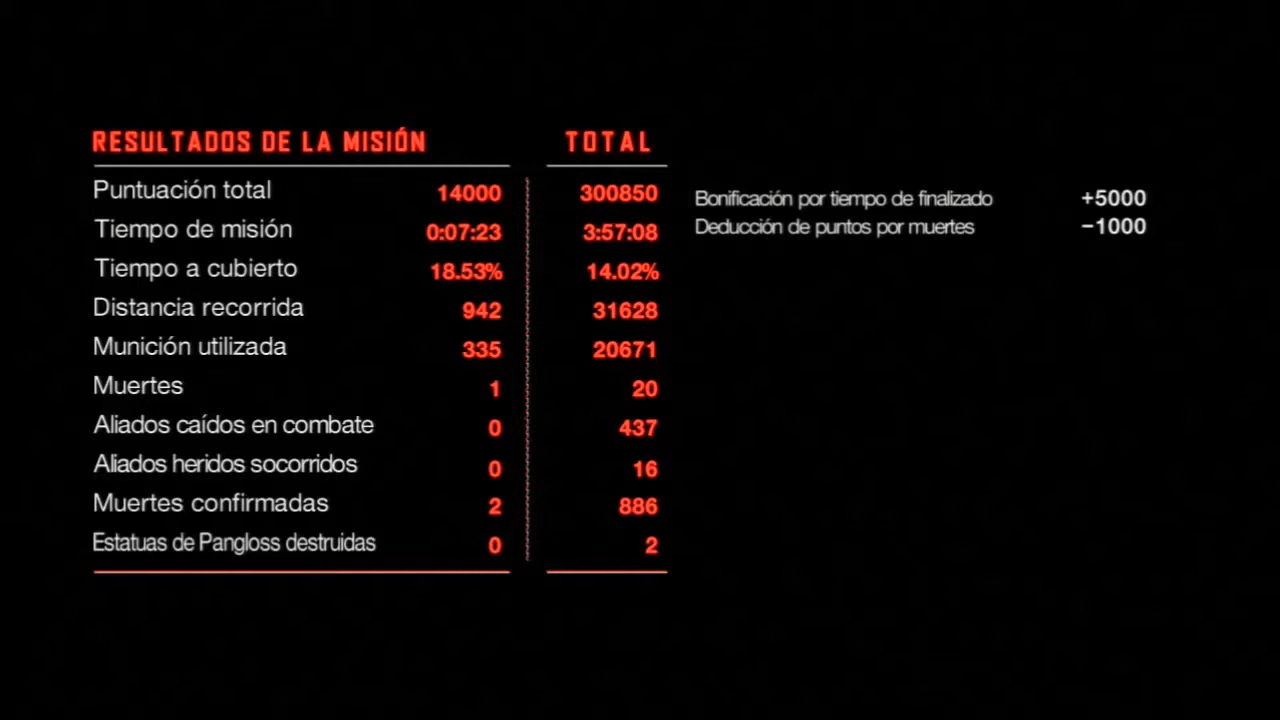 RESULTADOS DE LA MISIÓN TOTAL
Puntuación total 14000 300850 Bonificación por tiempo de finalizado +5000
Deducción de puntos por muertes −1000
Tiempo de misión 0:07:23 3:57:08
Tiempo a cubierto 18.53% 14.02%
Distancia recorrida 942 31628
Munición utilizada 335 20671
Muertes 1 20
Aliados caídos en combate 0 437
Aliados heridos socorridos 0 16
Muertes confirmadas 2 886
Estatuas de Pangloss destruidas 0 2